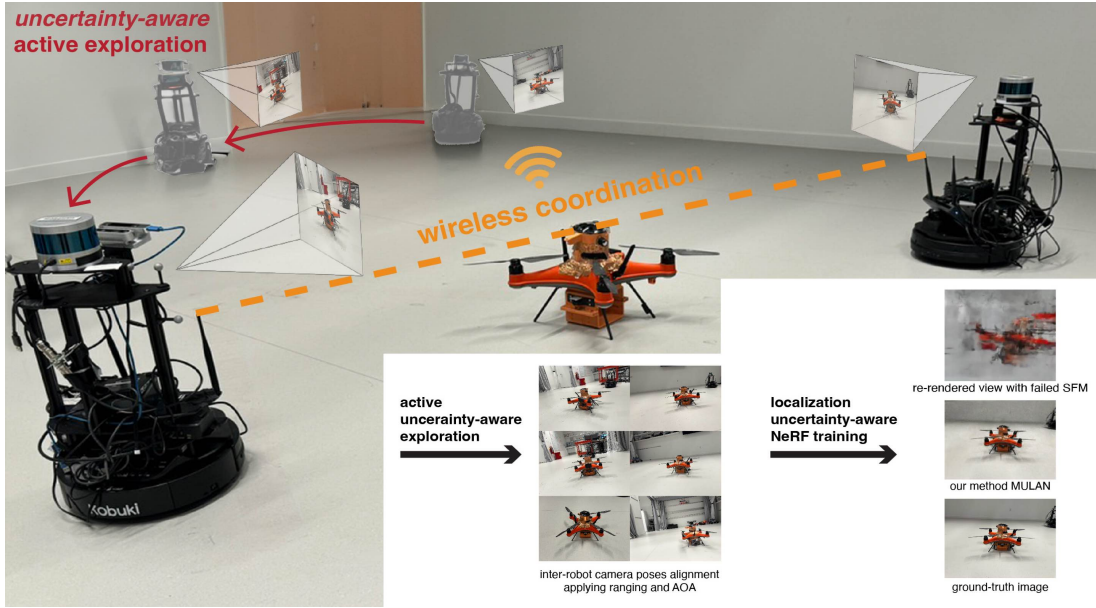 uncertainty-aware
active exploration
wireless coordination
Kobuki
active
uncerainty-aware
exploration
inter-robot camera poses alignment
applying ranging and AOA
localization
uncertainty-aware
NeRF training
re-rendered view with failed SFM
our method MULAN
ground-truth image